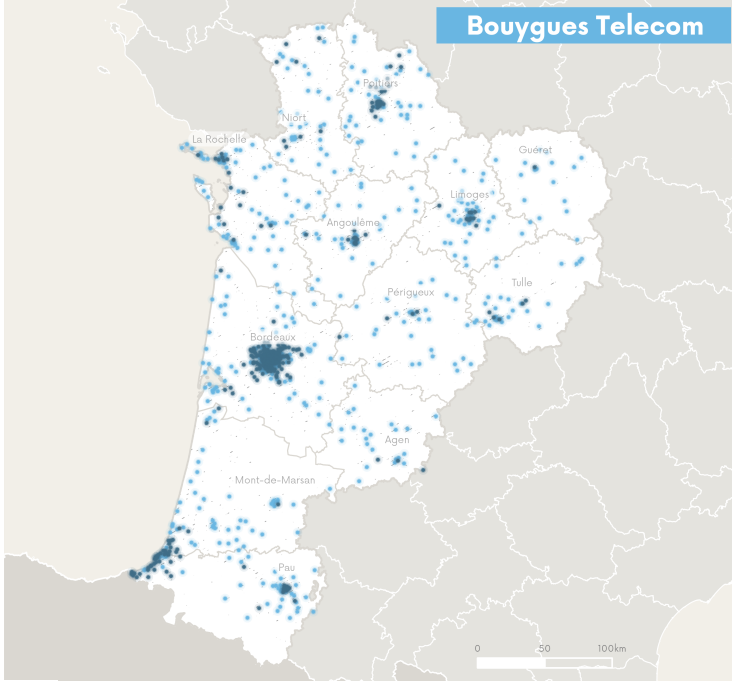 Bouygues Telecom
Poitiers
Niort
La Rochelle
Guéret
Limoges
Angoulême
Tulle
Périgueux
Bordeaux
Agen
Mont-de-Marsan
Pau
0 50 100km